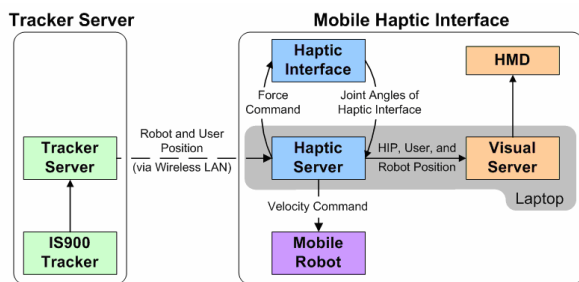 Tracker Server
Mobile Haptic Interface
Haptic
Interface
HMD
Force
Command
Joint Angles of
Haptic Interface
Tracker
Server
Robot and User
Position
(via Wireless LAN)
Haptic
Server
HIP, User, and
Robot Position
Visual
Server
Laptop
Velocity Command
IS900
Tracker
Mobile
Robot